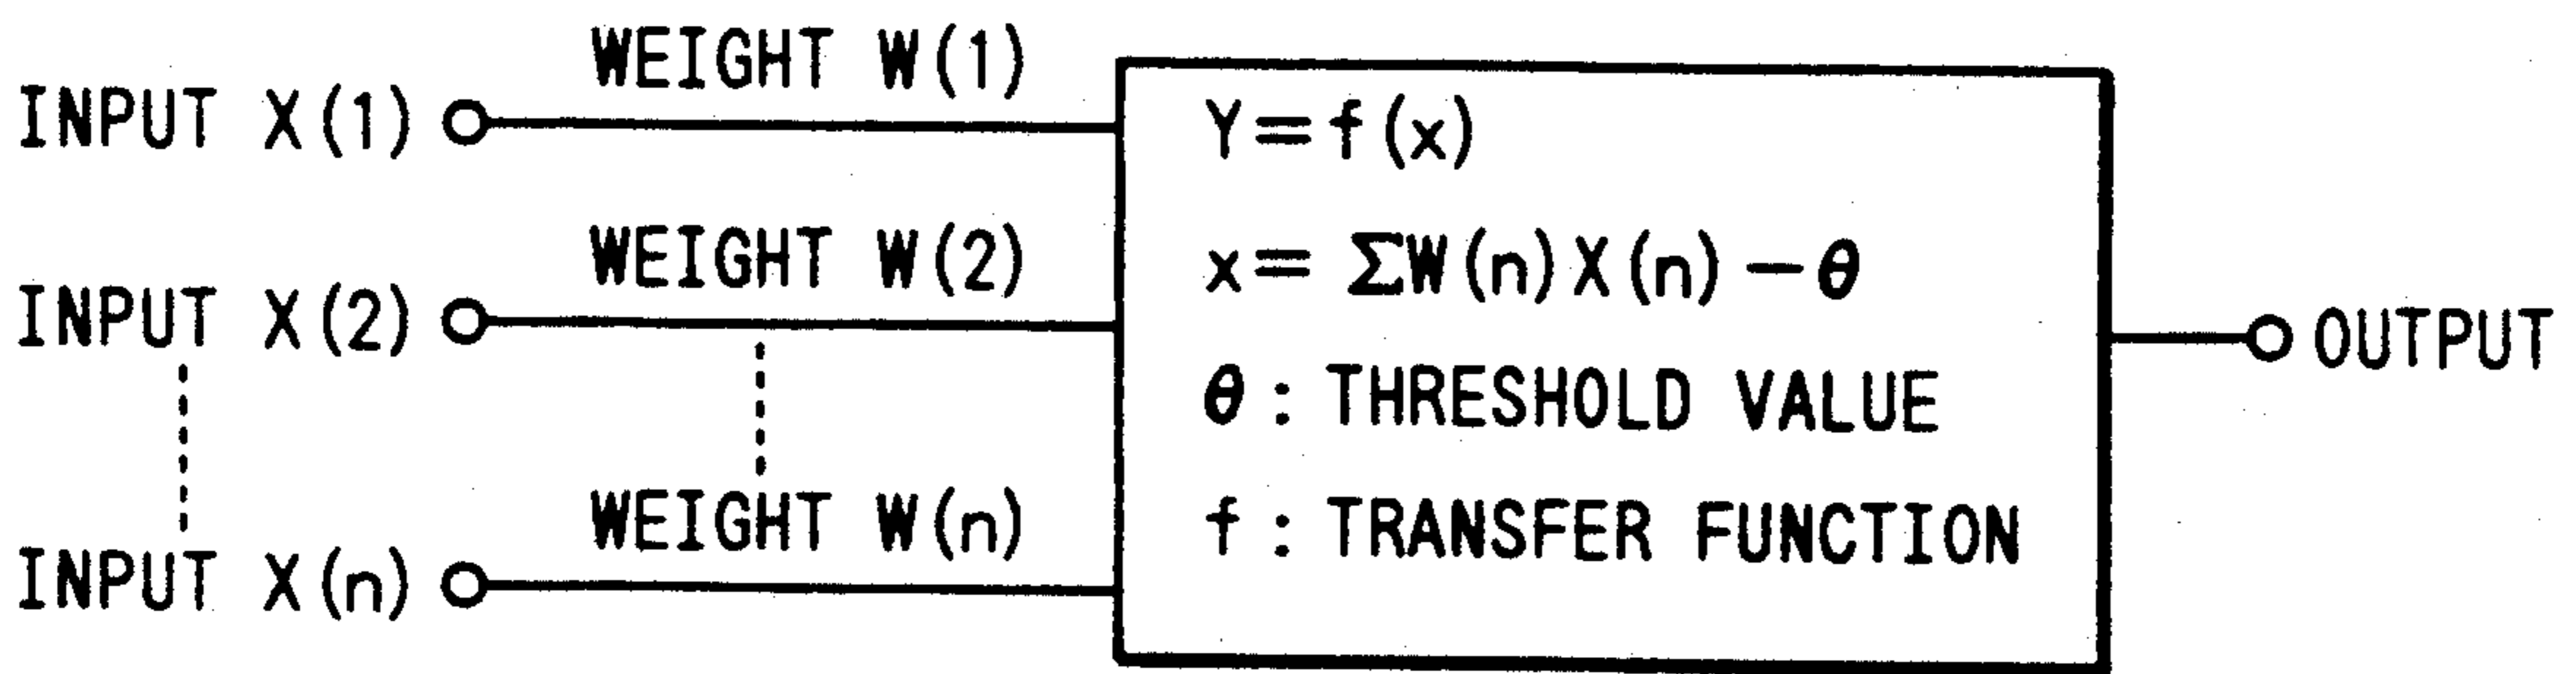 INPUT X(1)
WEIGHT W(1)
INPUT X(2)
WEIGHT W(2)
INPUT X(n)
WEIGHT W(n)
Y=f(x)
x= ΣW(n)X(n)-θ
θ: THRESHOLD VALUE
f: TRANSFER FUNCTION
OUTPUT